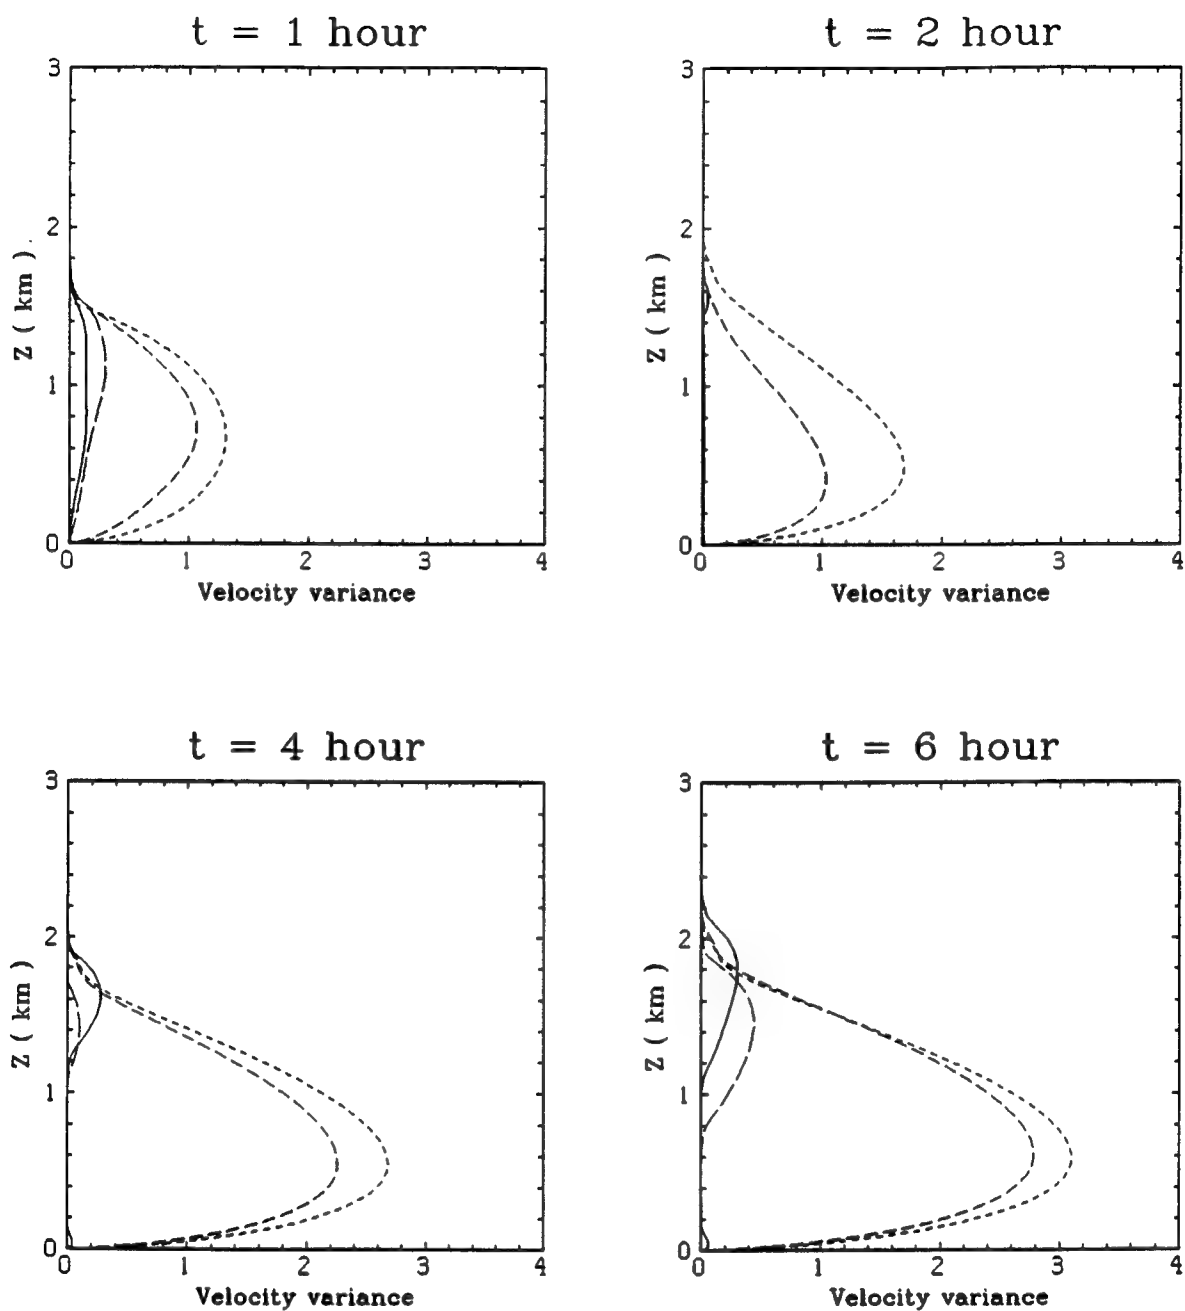 t = 1 hour
3
2
1
0
Z ( km )
0 1 2 3 4
Velocity variance
t = 2 hour
3
2
1
0
Z ( km )
0 1 2 3 4
Velocity variance
t = 4 hour
3
2
1
0
Z ( km )
0 1 2 3 4
Velocity variance
t = 6 hour
3
2
1
0
Z ( km )
0 1 2 3 4
Velocity variance